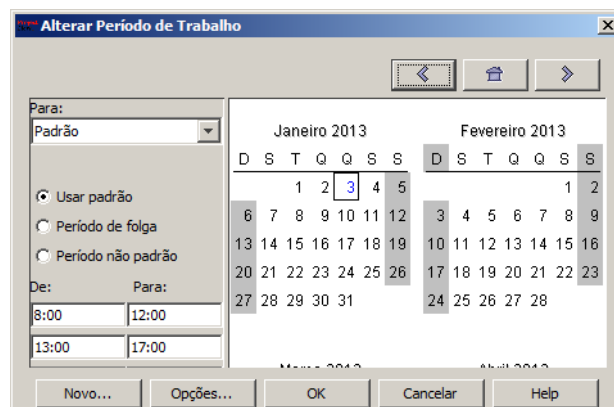 Alterar Período de Trabalho
Para:
Padrão
Usar padrão
Período de folga
Período não padrão
De: Para:
8:00 12:00
13:00 17:00
Janeiro 2013
D S T Q Q S S
1 2 3 4 5
6 7 8 9 10 11 12
13 14 15 16 17 18 19
20 21 22 23 24 25 26
27 28 29 30 31
Fevereiro 2013
D S T Q Q S S
1 2
3 4 5 6 7 8 9
10 11 12 13 14 15 16
17 18 19 20 21 22 23
24 25 26 27 28
Novo... Opções... OK Cancelar Help